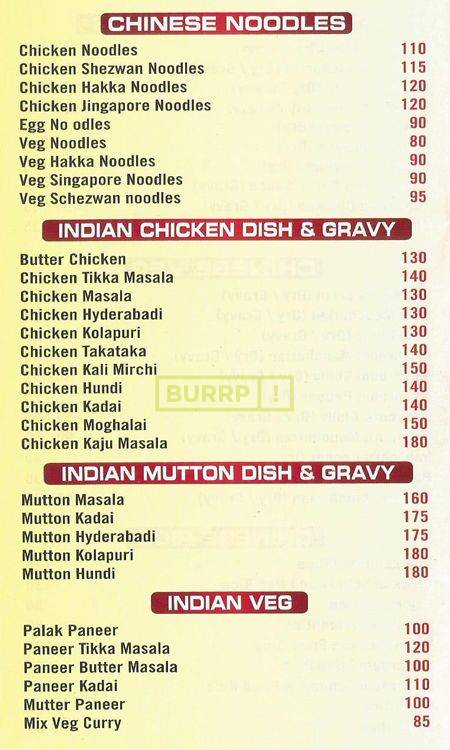 CHINESE NOODLES
Chicken Noodles 110
Chicken Shezwan Noodles 115
Chicken Hakka Noodles 120
Chicken Jingapore Noodles 120
Egg No odles 90
Veg Noodles 80
Veg Hakka Noodles 90
Veg Singapore Noodles 90
Veg Schezwan noodles 95
INDIAN CHICKEN DISH & GRAVY
Butter Chicken 130
Chicken Tikka Masala 140
Chicken Masala 130
Chicken Hyderabadi 130
Chicken Kolapuri 130
Chicken Takataka 140
Chicken Kali Mirchi 150
Chicken Hundi 140
BURRP!
Chicken Kadai 140
Chicken Moghalai 150
Chicken Kaju Masala 180
INDIAN MUTTON DISH & GRAVY
Mutton Masala 160
Mutton Kadai 175
Mutton Hyderabadi 175
Mutton Kolapuri 180
Mutton Hundi 180
INDIAN VEG
Palak Paneer 100
Paneer Tikka Masala 120
Paneer Butter Masala 100
Paneer Kadai 110
Mutter Paneer 100
Mix Veg Curry 85